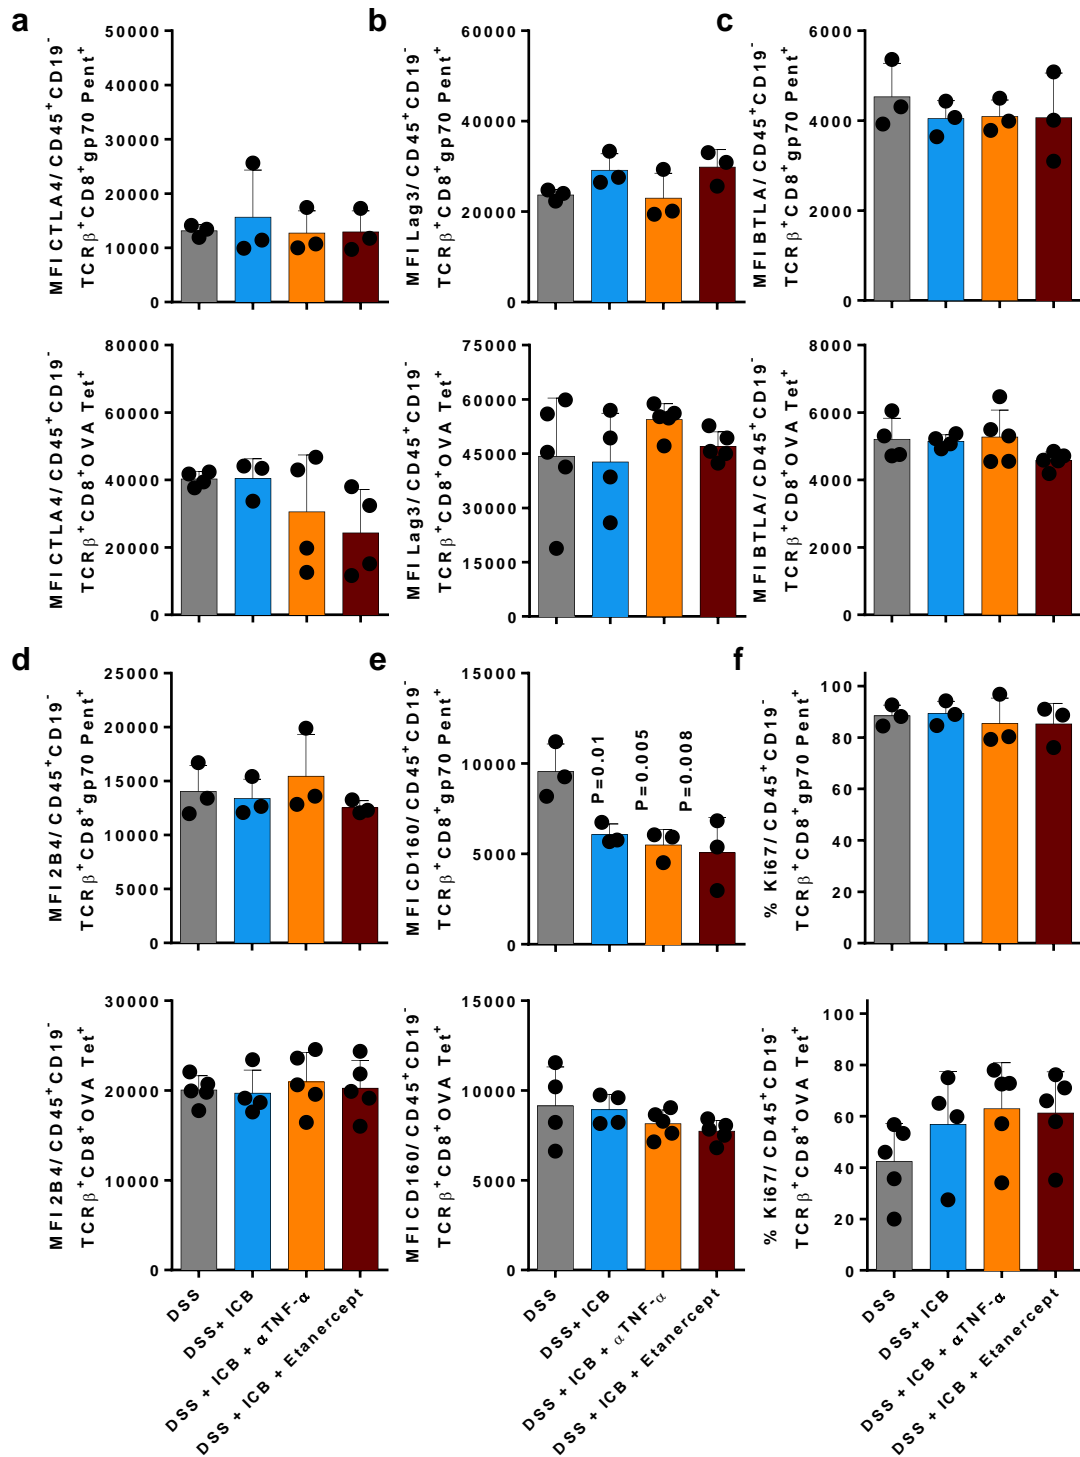 a
MFI CTLA4/ CD45⁺CD19⁻
TCRβ⁺CD8⁺gp70 Pent⁺
50000
40000
30000
20000
10000
0
b
MFI Lag3/ CD45⁺CD19⁻
TCRβ⁺CD8⁺gp70 Pent⁺
60000
40000
20000
0
c
MFI BTLA/ CD45⁺CD19⁻
TCRβ⁺CD8⁺gp70 Pent⁺
6000
4000
2000
0
MFI CTLA4/ CD45⁺CD19⁻
TCRβ⁺CD8⁺OVA Tet⁺
80000
60000
40000
20000
0
MFI Lag3/ CD45⁺CD19⁻
TCRβ⁺CD8⁺OVA Tet⁺
75000
60000
45000
30000
15000
0
MFI BTLA/ CD45⁺CD19⁻
TCRβ⁺CD8⁺OVA Tet⁺
8000
6000
4000
2000
0
d
MFI 2B4/ CD45⁺CD19⁻
TCRβ⁺CD8⁺gp70 Pent⁺
25000
20000
15000
10000
5000
0
e
MFI CD160/ CD45⁺CD19⁻
TCRβ⁺CD8⁺gp70 Pent⁺
15000
10000
5000
0
P=0.01
P=0.005
P=0.008
f
% Ki67/ CD45⁺CD19⁻
TCRβ⁺CD8⁺gp70 Pent⁺
100
80
60
40
20
0
MFI 2B4/ CD45⁺CD19⁻
TCRβ⁺CD8⁺OVA Tet⁺
30000
20000
10000
0
DSS
DSS+ ICB
DSS + ICB + αTNF-α
DSS + ICB + Etanercept
MFI CD160/ CD45⁺CD19⁻
TCRβ⁺CD8⁺OVA Tet⁺
15000
10000
5000
0
DSS
DSS+ ICB
DSS + ICB + αTNF-α
DSS + ICB + Etanercept
% Ki67/ CD45⁺CD19⁻
TCRβ⁺CD8⁺OVA Tet⁺
100
80
60
40
20
0
DSS
DSS+ ICB
DSS + ICB + αTNF-α
DSS + ICB + Etanercept